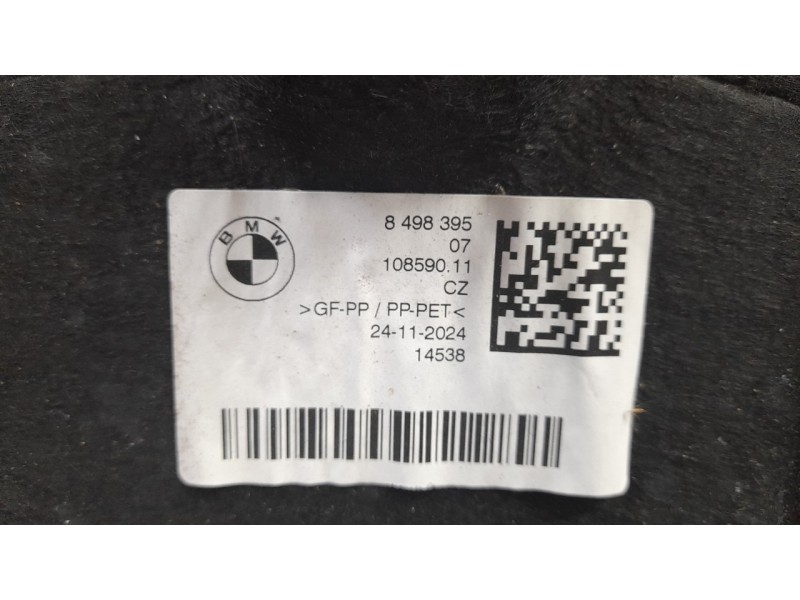 BMW
8 498 395
07
108590.11
CZ
>GF-PP / PP-PET<
24-11-2024
14538